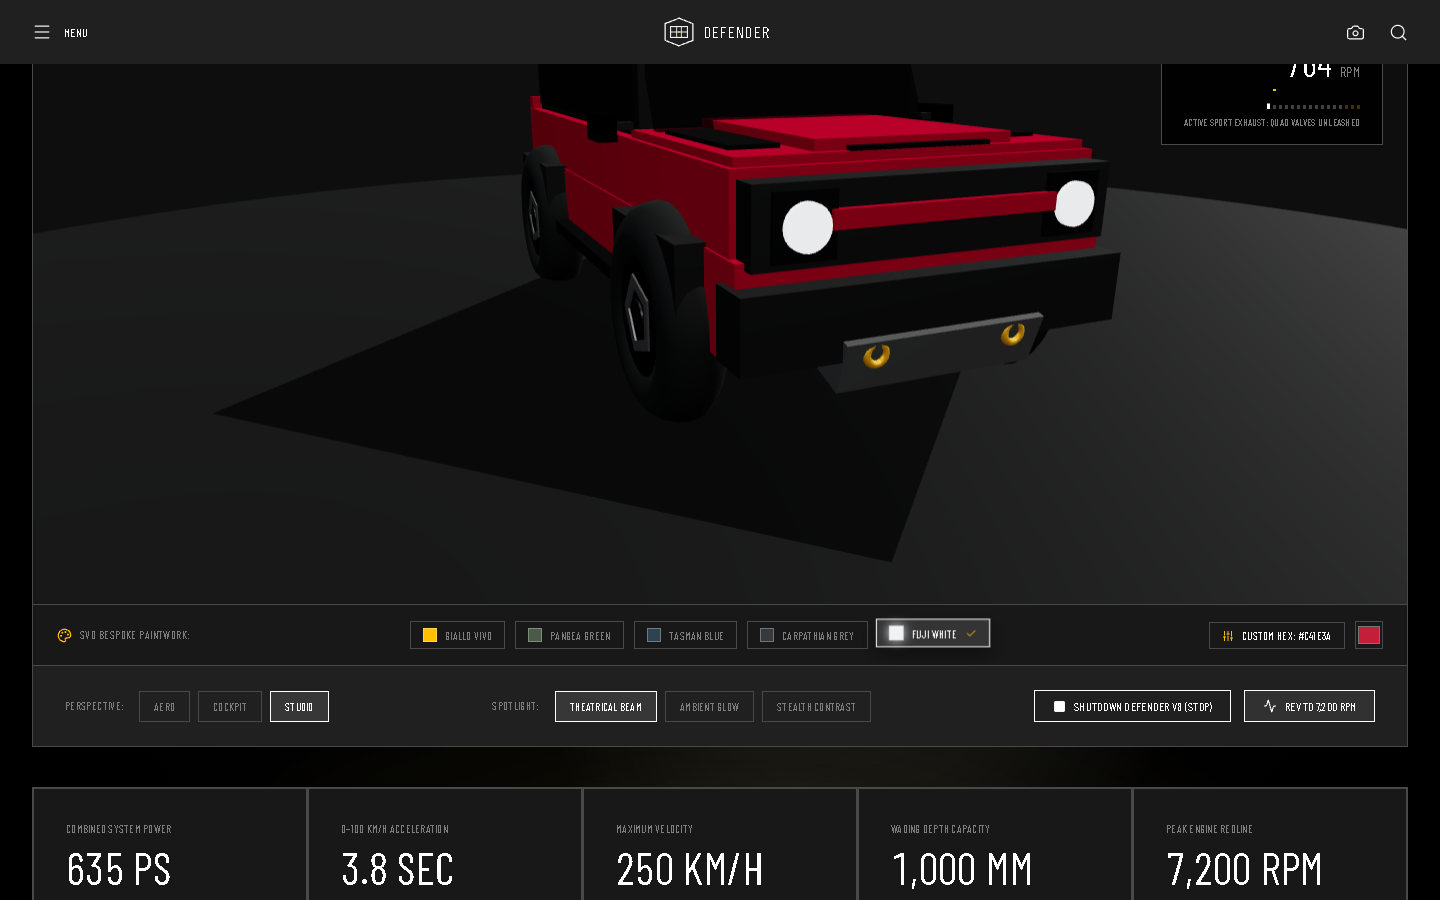 MENU
DEFENDER
704 RPM
ACTIVE SPORT EXHAUST: QUAD VALVES UNLEASHED
SVO BESPOKE PAINTWORK:
GIALLO VIVO
PANGEA GREEN
TASMAN BLUE
CARPATHIAN GREY
FUJI WHITE
CUSTOM HEX: #C41E3A
PERSPECTIVE:
AERO
COCKPIT
STUDIO
SPOTLIGHT:
THEATRICAL BEAM
AMBIENT GLOW
STEALTH CONTRAST
SHUTDOWN DEFENDER V8 (STOP)
REV TO 7,200 RPM
COMBINED SYSTEM POWER
635 PS
0-100 KM/H ACCELERATION
3.8 SEC
MAXIMUM VELOCITY
250 KM/H
WADING DEPTH CAPACITY
1,000 MM
PEAK ENGINE REDLINE
7,200 RPM